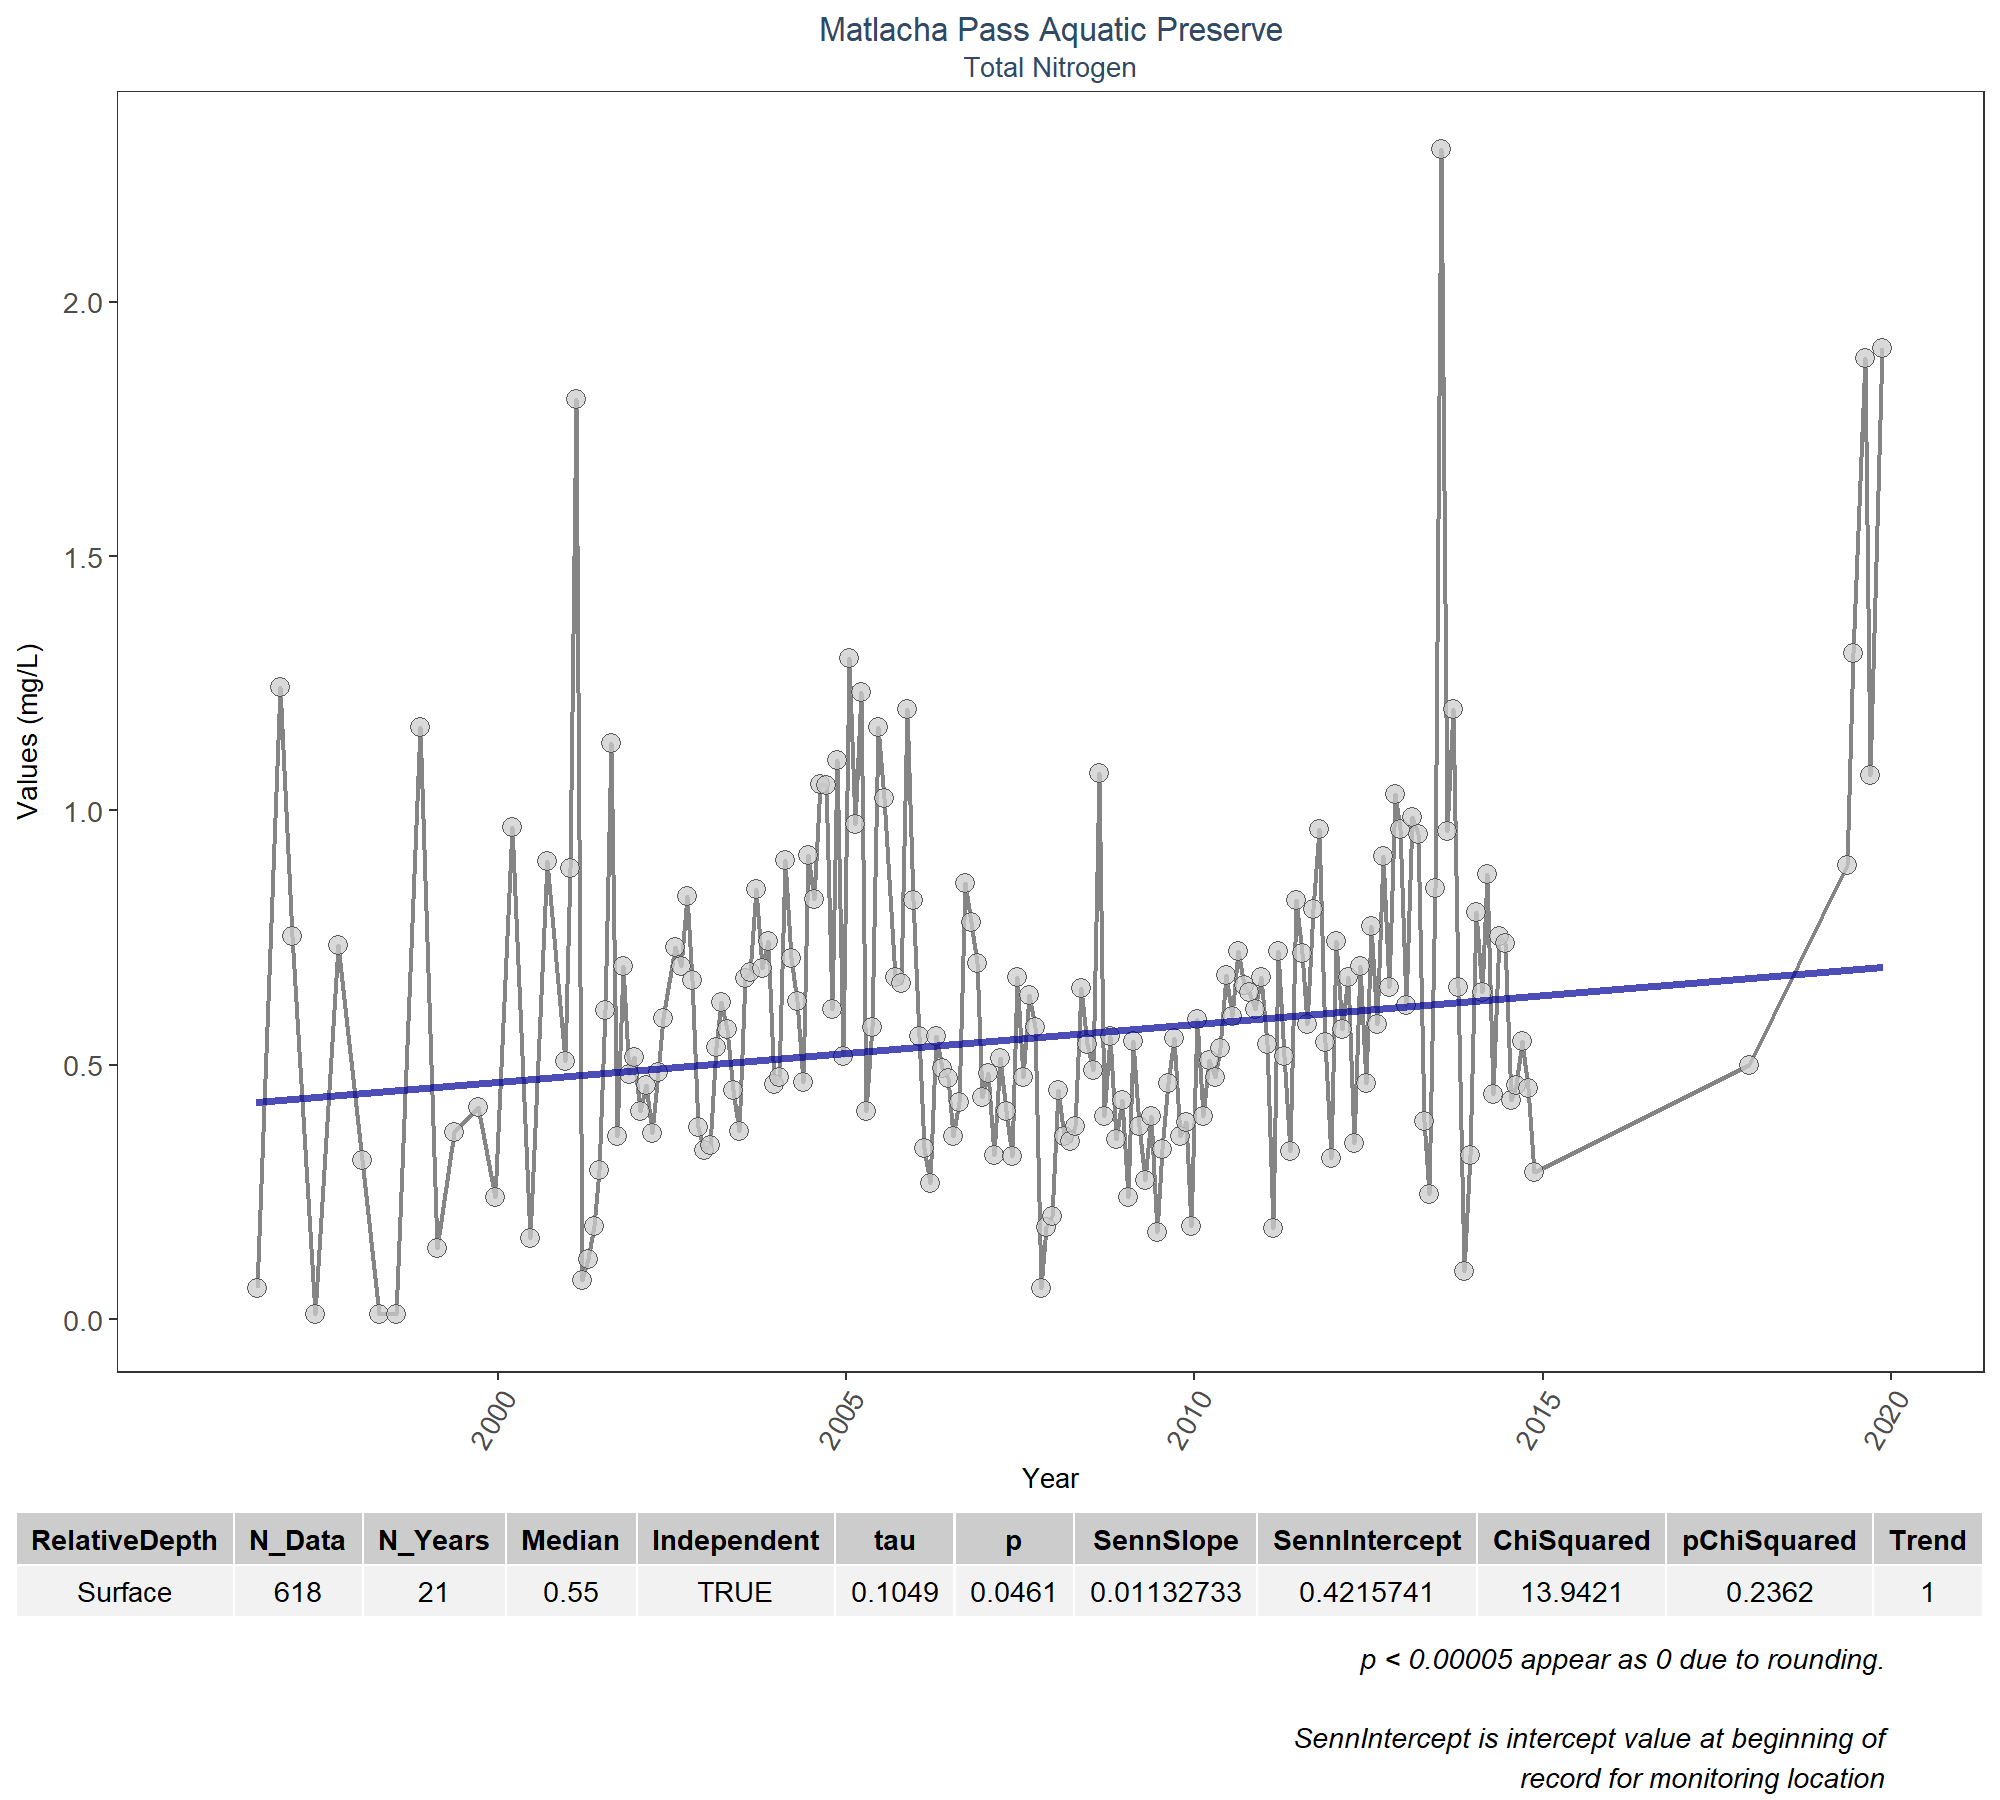 Matlacha Pass Aquatic Preserve
Total Nitrogen
Values (mg/L)
2.0
1.5
1.0
0.5
0.0
2000 2005 2010 2015 2020
Year
RelativeDepth N_Data N_Years Median Independent tau p SennSlope SennIntercept ChiSquared pChiSquared Trend
Surface 618 21 0.55 TRUE 0.1049 0.0461 0.01132733 0.4215741 13.9421 0.2362 1
p < 0.00005 appear as 0 due to rounding.
SennIntercept is intercept value at beginning of
record for monitoring location